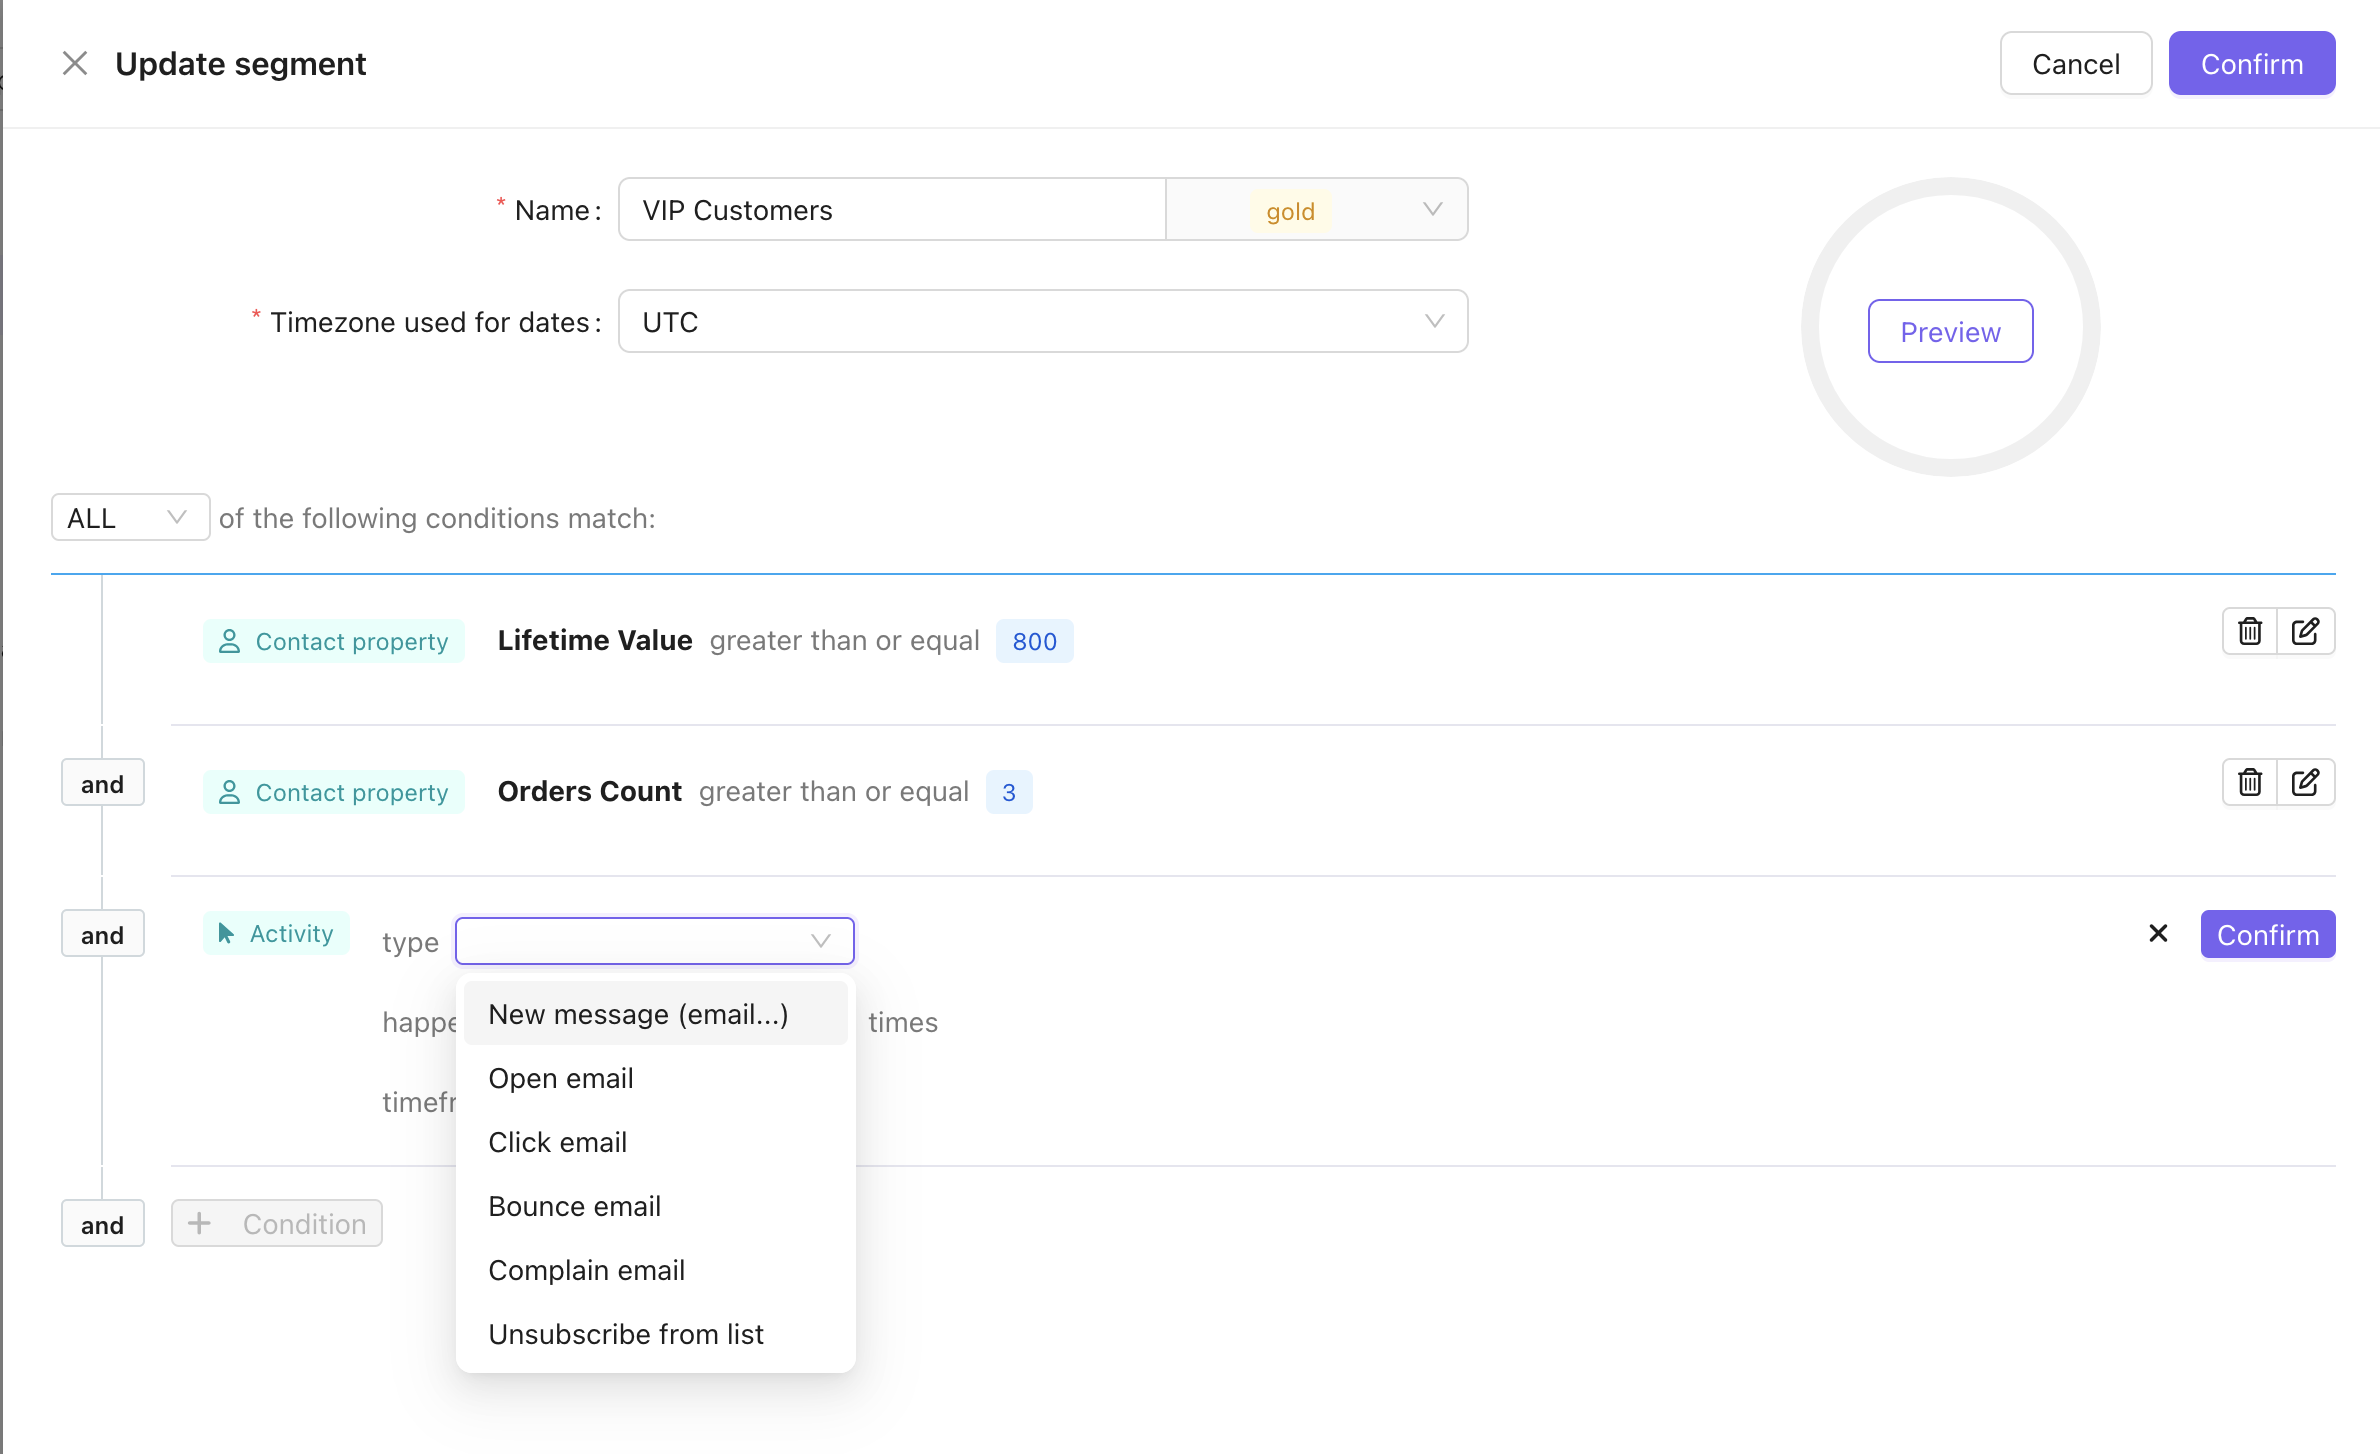 Update segment
Cancel
Confirm
* Name: VIP Customers gold
* Timezone used for dates: UTC
Preview
ALL of the following conditions match:
Contact property Lifetime Value greater than or equal 800
and
Contact property Orders Count greater than or equal 3
and
Activity type
Confirm
New message (email...)
happe times
Open email
timefr
Click email
Bounce email
and
+ Condition
Complain email
Unsubscribe from list